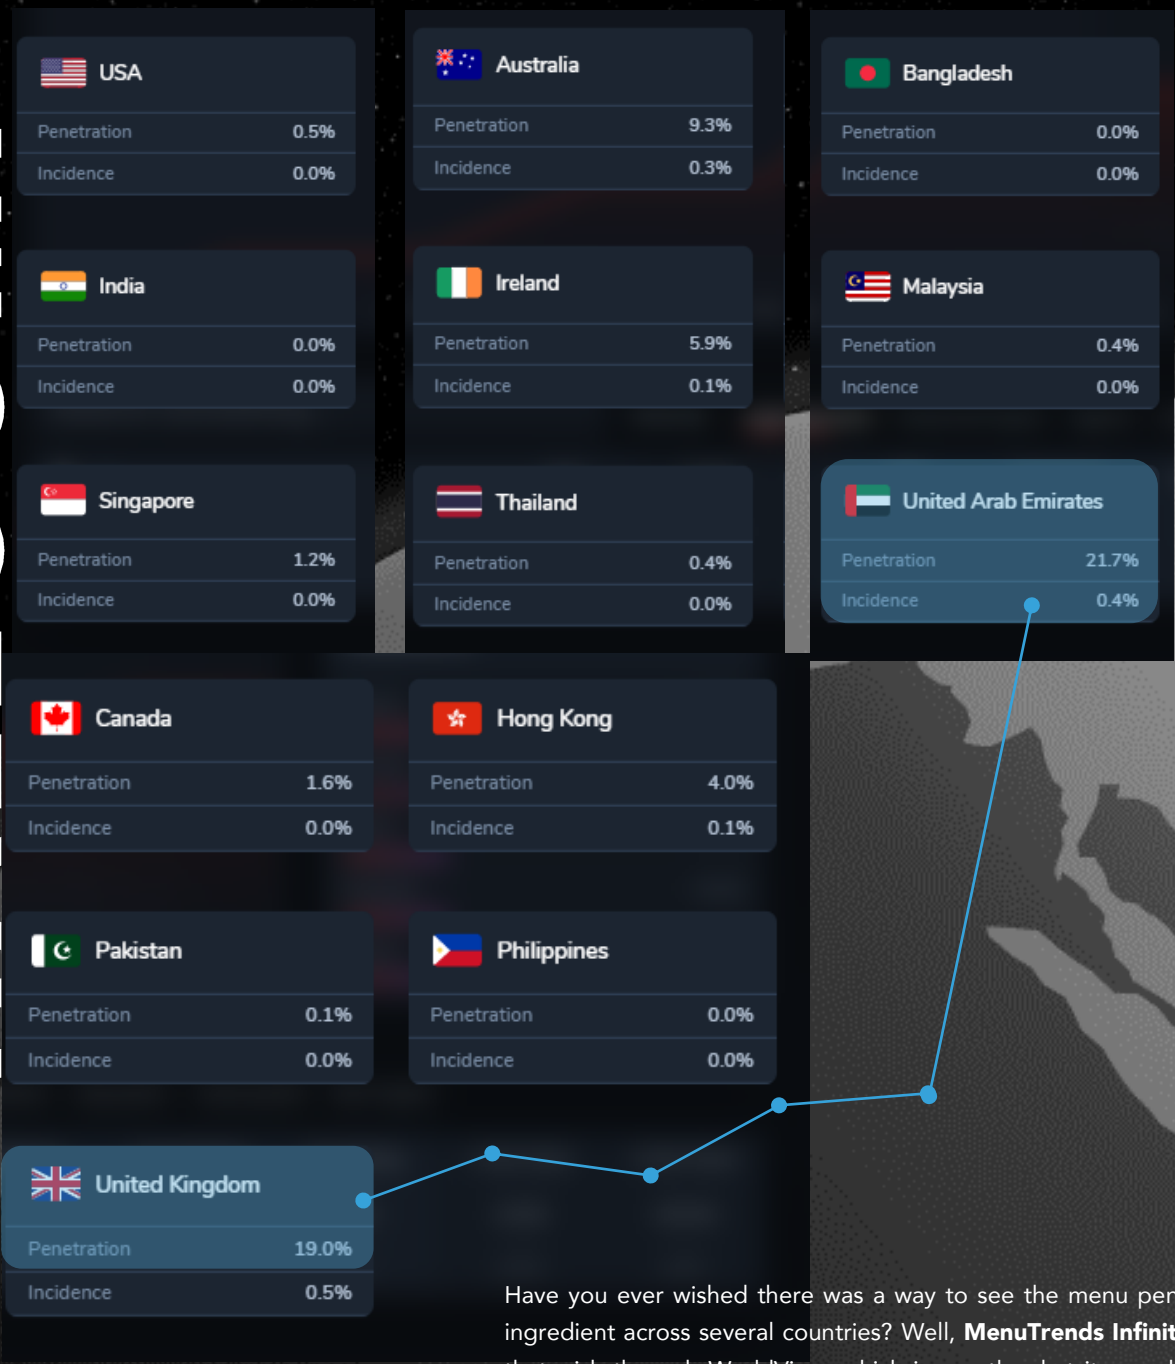 USA
Penetration 0.5%
Incidence 0.0%
Australia
Penetration 9.3%
Incidence 0.3%
Bangladesh
Penetration 0.0%
Incidence 0.0%
India
Penetration 0.0%
Incidence 0.0%
Ireland
Penetration 5.9%
Incidence 0.1%
Malaysia
Penetration 0.4%
Incidence 0.0%
Singapore
Penetration 1.2%
Incidence 0.0%
Thailand
Penetration 0.4%
Incidence 0.0%
United Arab Emirates
Penetration 21.7%
Incidence 0.4%
Canada
Penetration 1.6%
Incidence 0.0%
Hong Kong
Penetration 4.0%
Incidence 0.1%
Pakistan
Penetration 0.1%
Incidence 0.0%
Philippines
Penetration 0.0%
Incidence 0.0%
United Kingdom
Penetration 19.0%
Incidence 0.5%
Have you ever wished there was a way to see the menu pen
ingredient across several countries? Well, MenuTrends Infinit